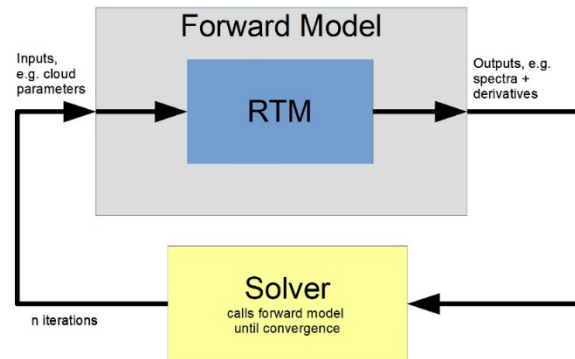 Forward Model
Inputs,
e.g. cloud
parameters
RTM
Outputs, e.g.
spectra +
derivatives
Solver
calls forward model
until convergence
n iterations